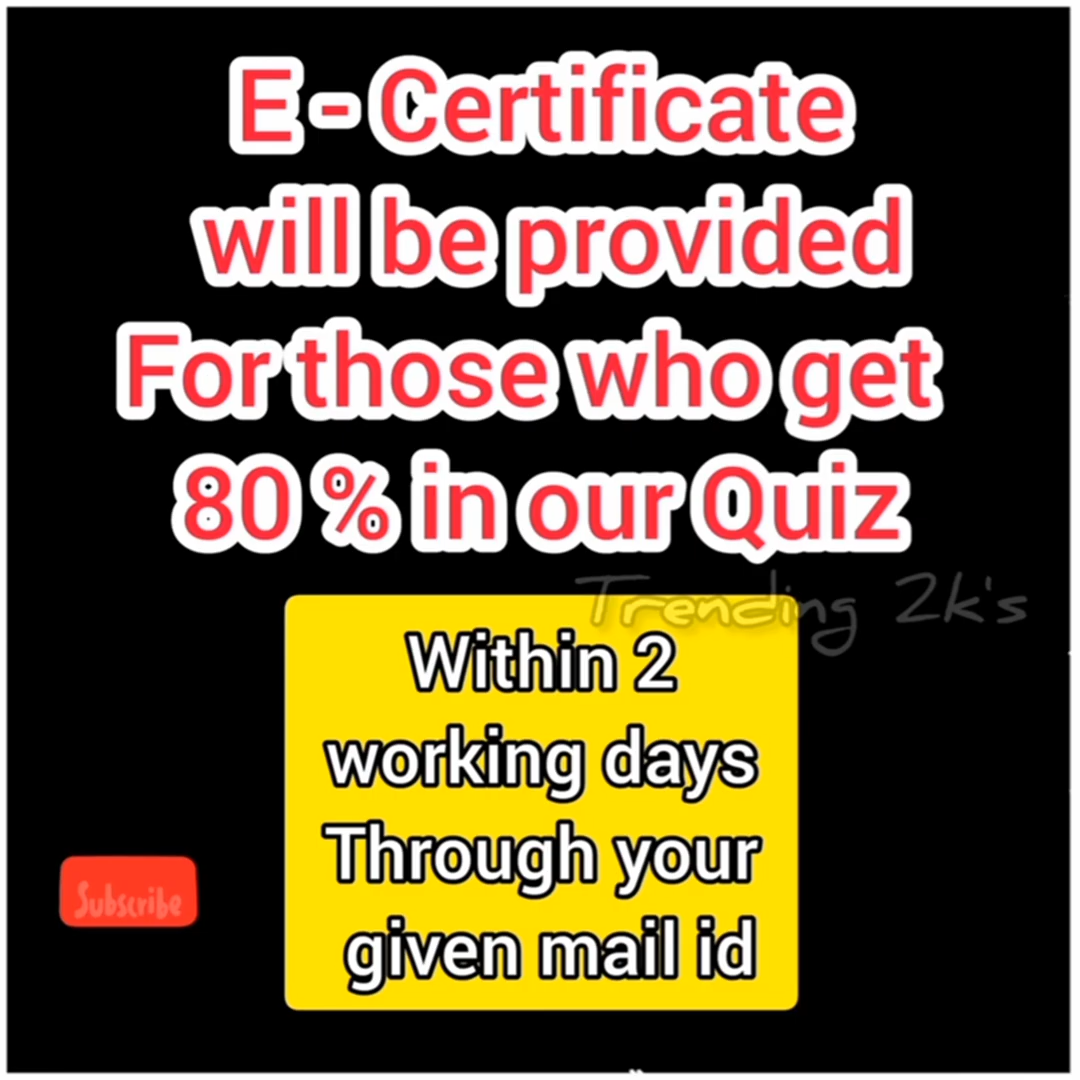 E - Certificate
will be provided
For those who get
80 % in our Quiz
Trending 2k's
Within 2
working days
Through your
given mail id
Subscribe